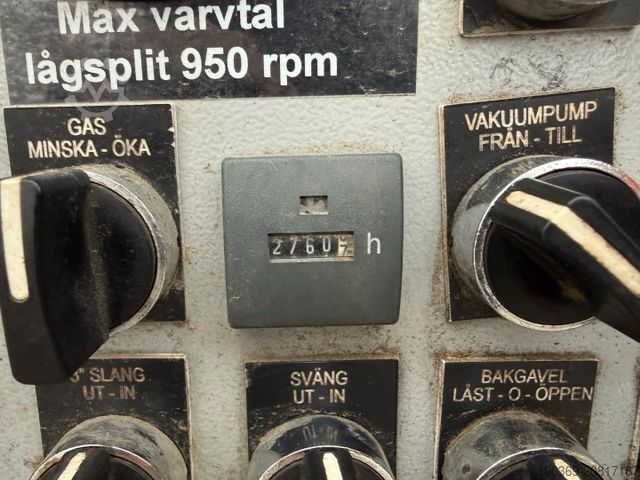 Max varvtal
lågsplit 950 rpm
GAS
MINSKA - ÖKA
VAKUUMPUMP
FRÅN - TILL
2760 h
3" SLANG
UT - IN
SVÄNG
UT - IN
BAKGAVEL
LÅST - O - ÖPPEN